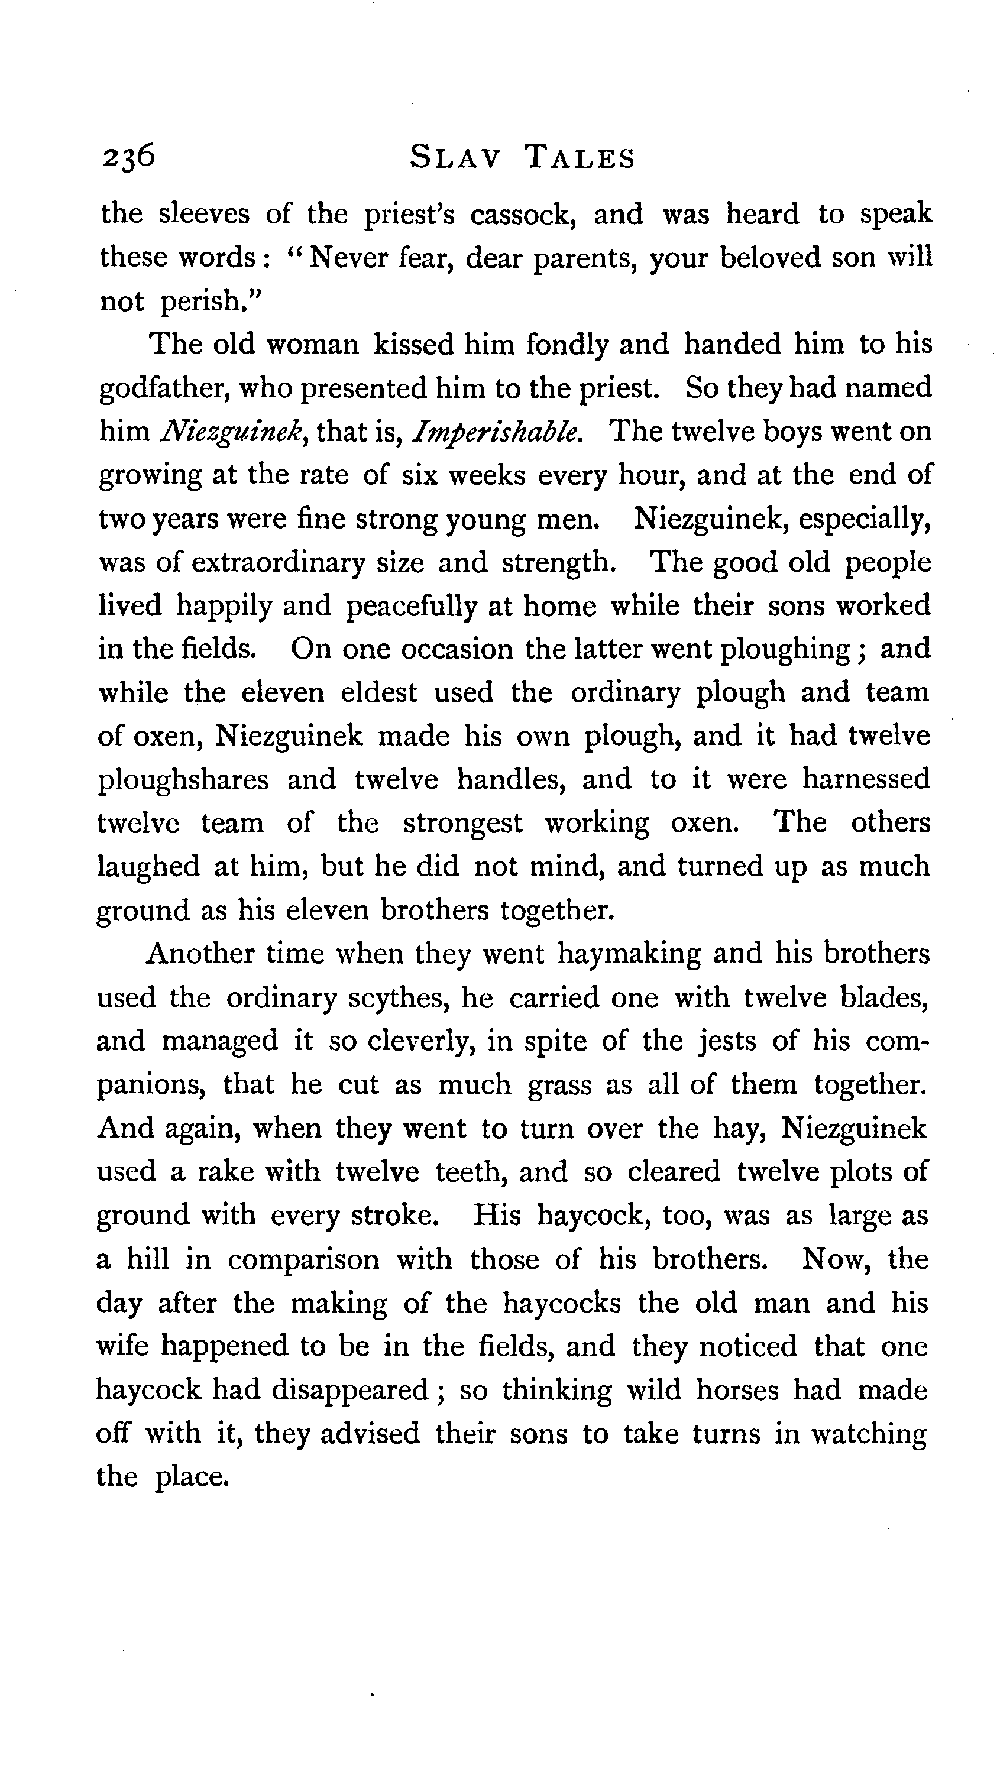 236 SLAV TALES
the sleeves of the priest's cassock, and was heard to speak
these words: "Never fear, dear parents, your beloved son will
not perish."
The old woman kissed him fondly and handed him to his
godfather, who presented him to the priest. So they had named
him Niezguinek, that is, Imperishable. The twelve boys went on
growing at the rate of six weeks every hour, and at the end of
two years were fine strong young men. Niezguinek, especially,
was of extraordinary size and strength. The good old people
lived happily and peacefully at home while their sons worked
in the fields. On one occasion the latter went ploughing; and
while the eleven eldest used the ordinary plough and team
of oxen, Niezguinek made his own plough, and it had twelve
ploughshares and twelve handles, and to it were harnessed
twelve team of the strongest working oxen. The others
laughed at him, but he did not mind, and turned up as much
ground as his eleven brothers together.
Another time when they went haymaking and his brothers
used the ordinary scythes, he carried one with twelve blades,
and managed it so cleverly, in spite of the jests of his com-
panions, that he cut as much grass as all of them together.
And again, when they went to turn over the hay, Niezguinek
used a rake with twelve teeth, and so cleared twelve plots of
ground with every stroke. His haycock, too, was as large as
a hill in comparison with those of his brothers. Now, the
day after the making of the haycocks the old man and his
wife happened to be in the fields, and they noticed that one
haycock had disappeared; so thinking wild horses had made
off with it, they advised their sons to take turns in watching
the place.